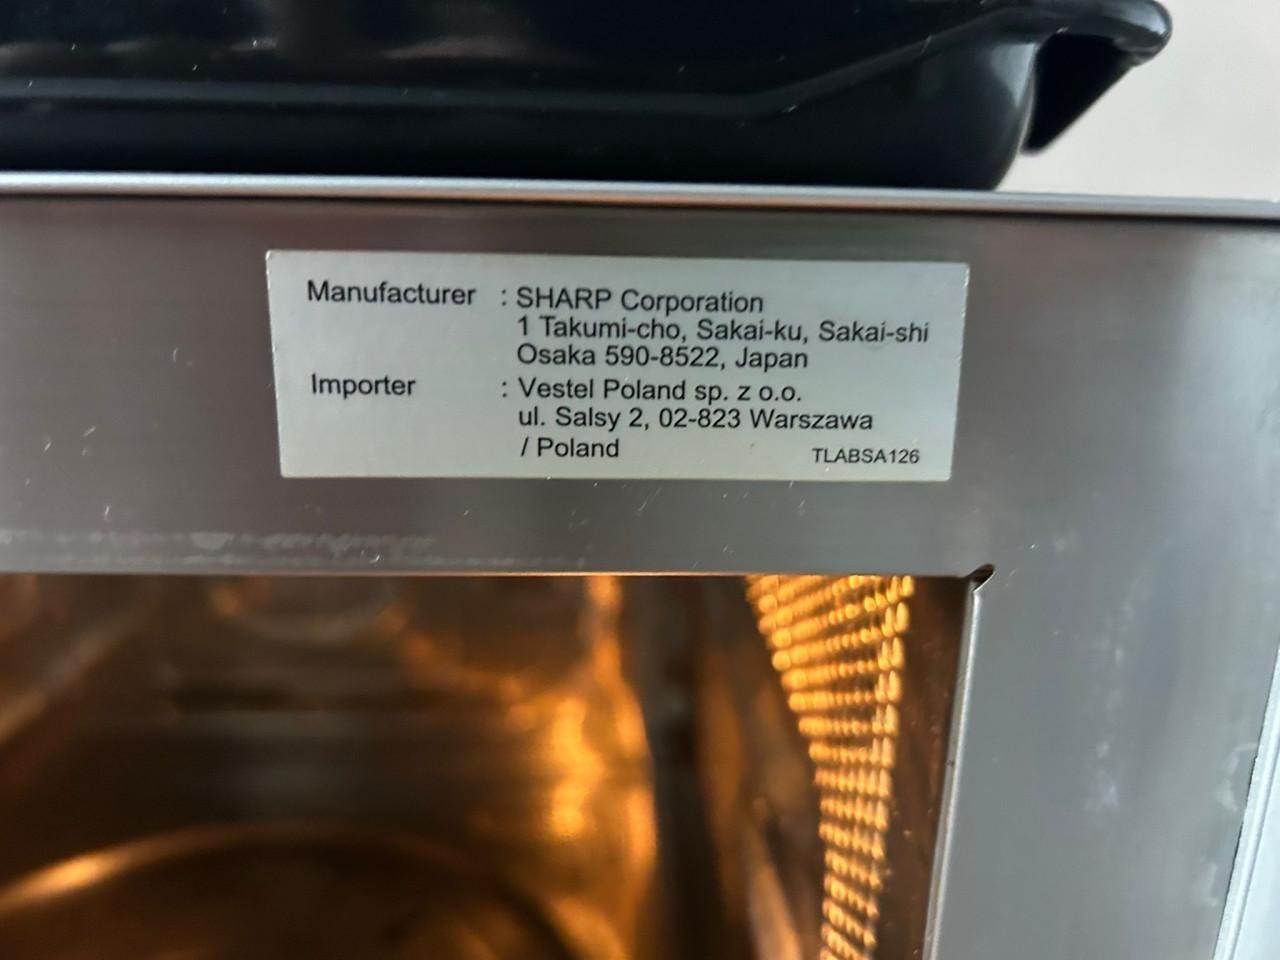 Manufacturer : SHARP Corporation
1 Takumi-cho, Sakai-ku, Sakai-shi
Osaka 590-8522, Japan
Importer : Vestel Poland sp. z o.o.
ul. Salsy 2, 02-823 Warszawa
/ Poland TLABSA126